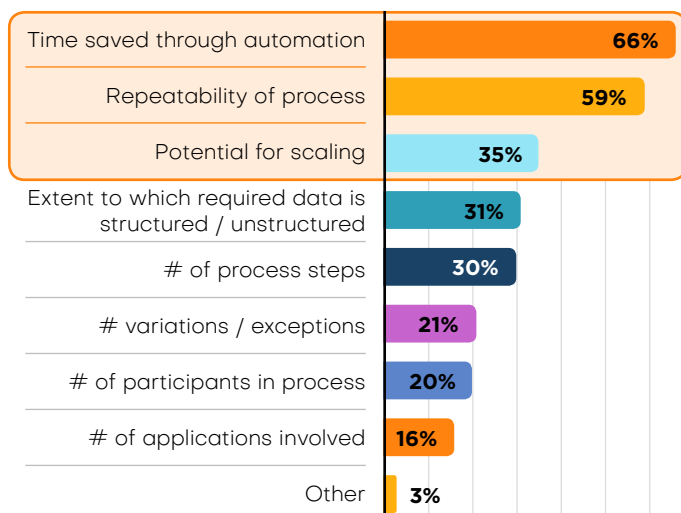 Time saved through automation 66%
Repeatability of process 59%
Potential for scaling 35%
Extent to which required data is
structured / unstructured 31%
# of process steps 30%
# variations / exceptions 21%
# of participants in process 20%
# of applications involved 16%
Other 3%